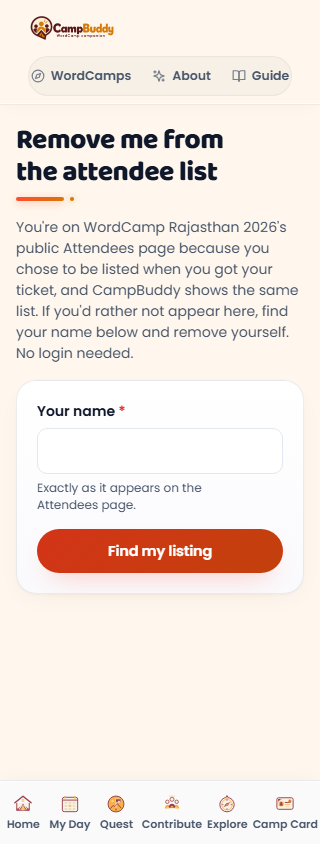 CampBuddy
WordCamp companion
WordCamps About Guide
Remove me from
the attendee list
You're on WordCamp Rajasthan 2026's
public Attendees page because you
chose to be listed when you got your
ticket, and CampBuddy shows the same
list. If you'd rather not appear here, find
your name below and remove yourself.
No login needed.
Your name *
Exactly as it appears on the
Attendees page.
Find my listing
Home My Day Quest Contribute Explore Camp Card